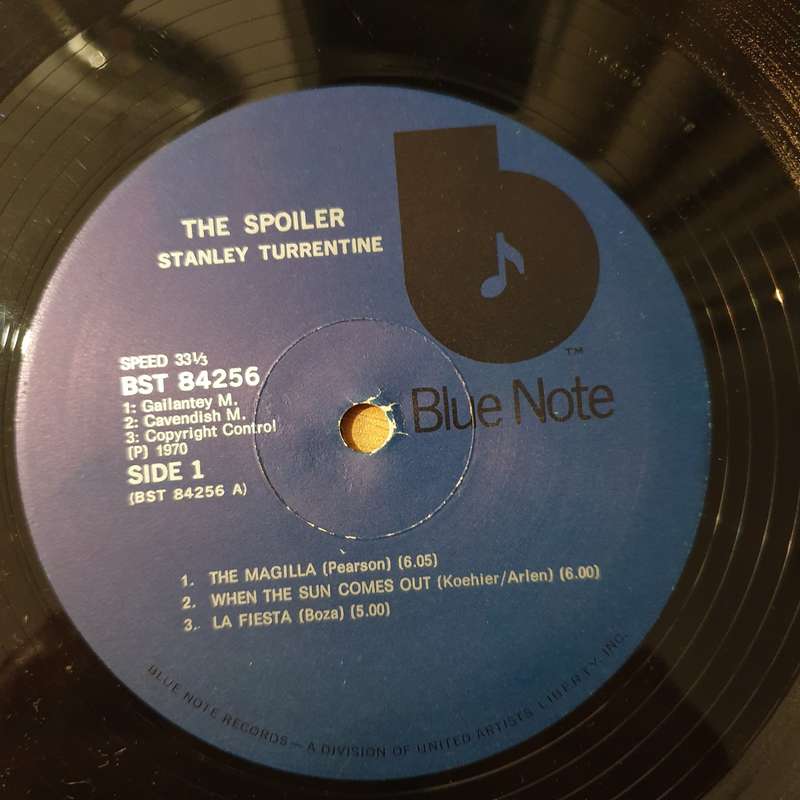 THE SPOILER
STANLEY TURRENTINE
SPEED 33⅓
BST 84256
1: Gailantey M.
2: Cavendish M.
3: Copyright Control
(P) 1970
SIDE 1
(BST 84256 A)
TM
Blue Note
1. THE MAGILLA (Pearson) (6.05)
2. WHEN THE SUN COMES OUT (Koehier/Arlen) (6.00)
3. LA FIESTA (Boza) (5.00)
BLUE NOTE RECORDS — A DIVISION OF UNITED ARTISTS LIBERTY, INC.